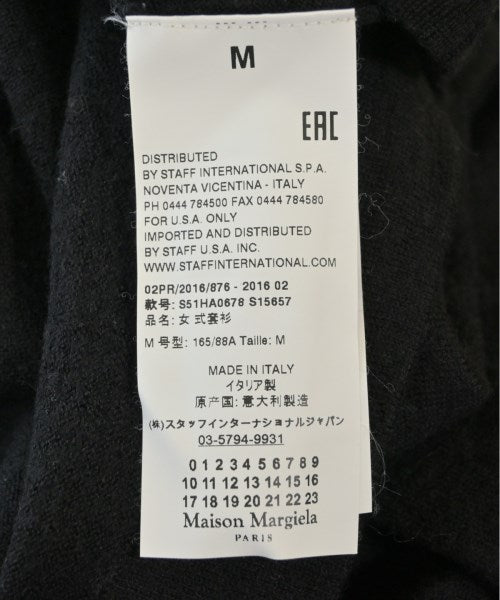 M
EAC
DISTRIBUTED
BY STAFF INTERNATIONAL S.P.A.
NOVENTA VICENTINA - ITALY
PH 0444 784500 FAX 0444 784580
FOR U.S.A. ONLY
IMPORTED AND DISTRIBUTED
BY STAFF U.S.A. INC.
WWW.STAFFINTERNATIONAL.COM
02PR/2016/876 - 2016 02
款号: S51HA0678 S15657
品名: 女 式套衫
M 号型: 165/88A Taille: M
MADE IN ITALY
イタリア製
原产国: 意大利製造
(株)スタッフインターナショナルジャパン
03-5794-9931
0 1 2 3 4 5 6 7 8 9
10 11 12 13 14 15 16
17 18 19 20 21 22 23
Maison Margiela
PARIS